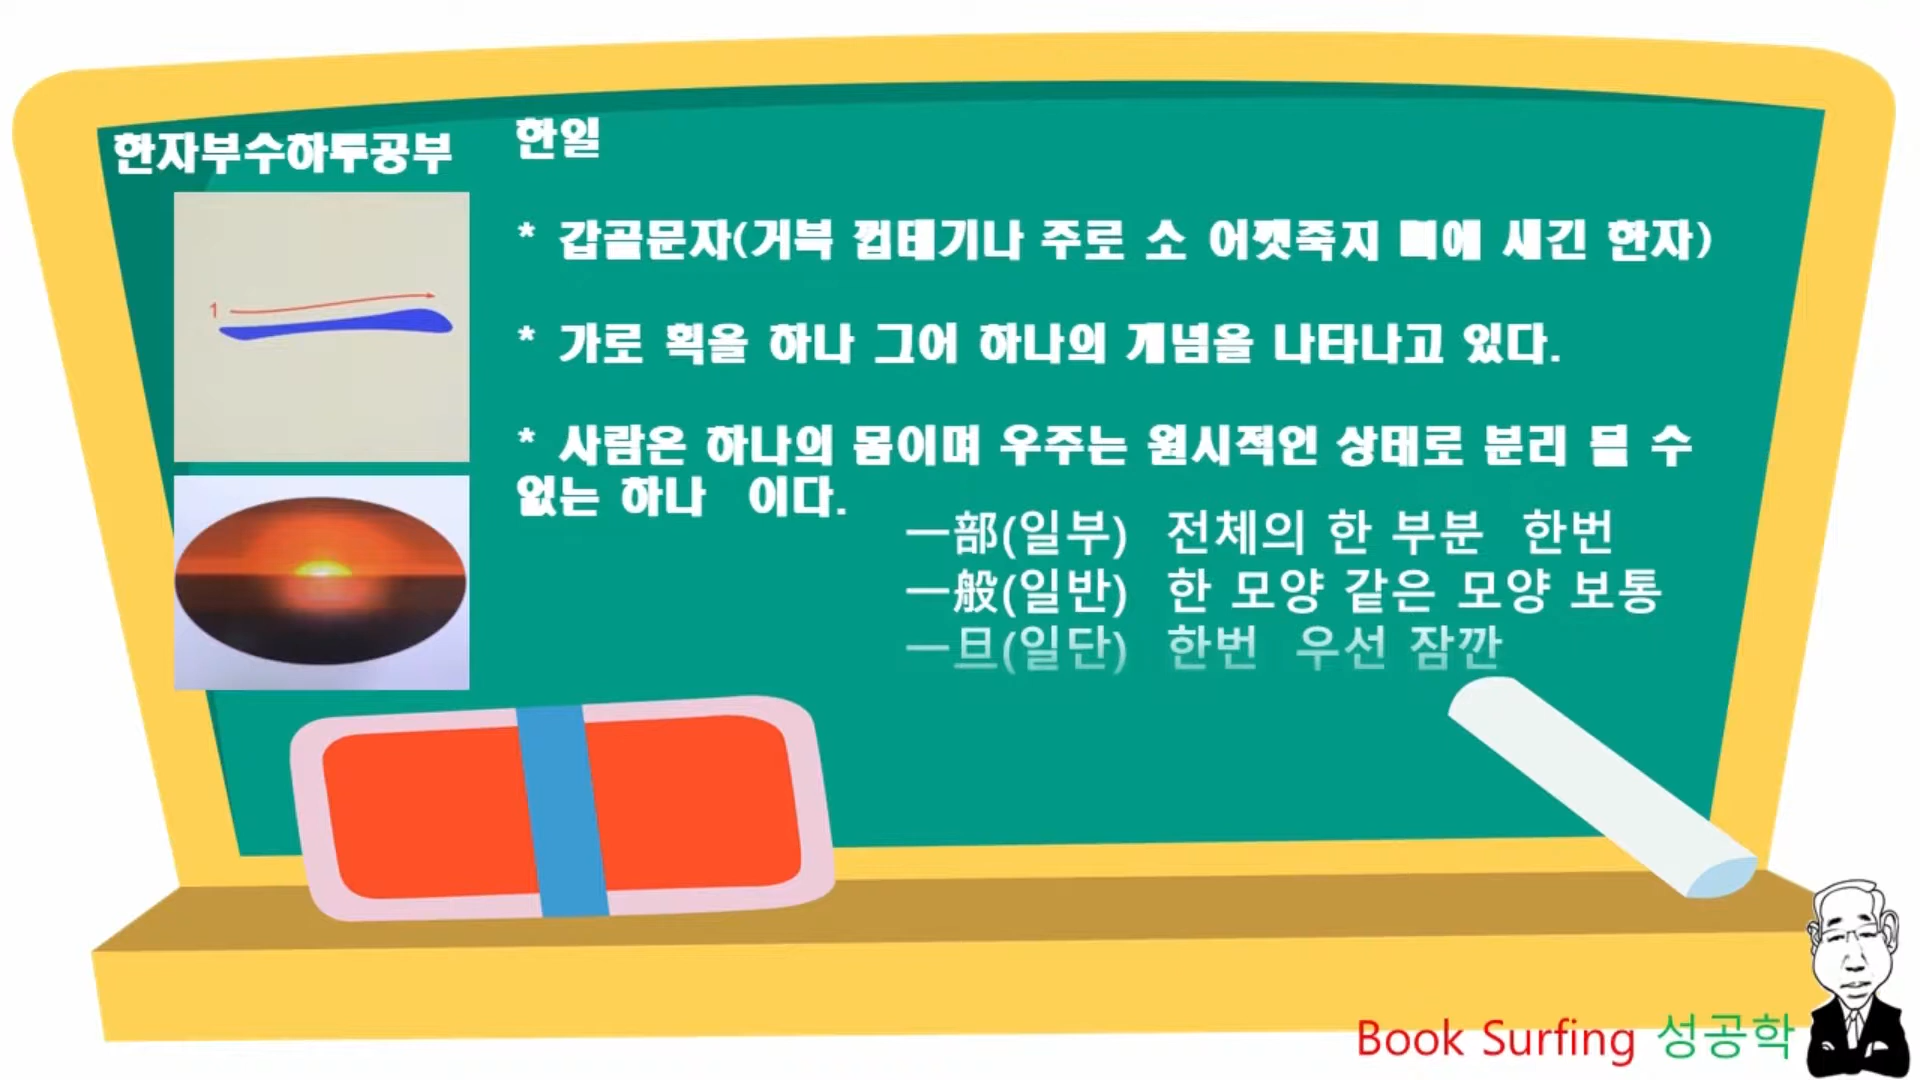 한자부수하루공부
한일
* 갑골문자(거북 껍테기나 주로 소 어깻죽지 뼈에 새긴 한자)
* 가로 획을 하나 그어 하나의 개념을 나타나고 있다.
* 사람은 하나의 몸이며 우주는 원시적인 상태로 분리 될 수
없는 하나 이다.
1
一部(일부) 전체의 한 부분 한번
一般(일반) 한 모양 같은 모양 보통
一旦(일단) 한번 우선 잠깐
Book Surfing 성공학